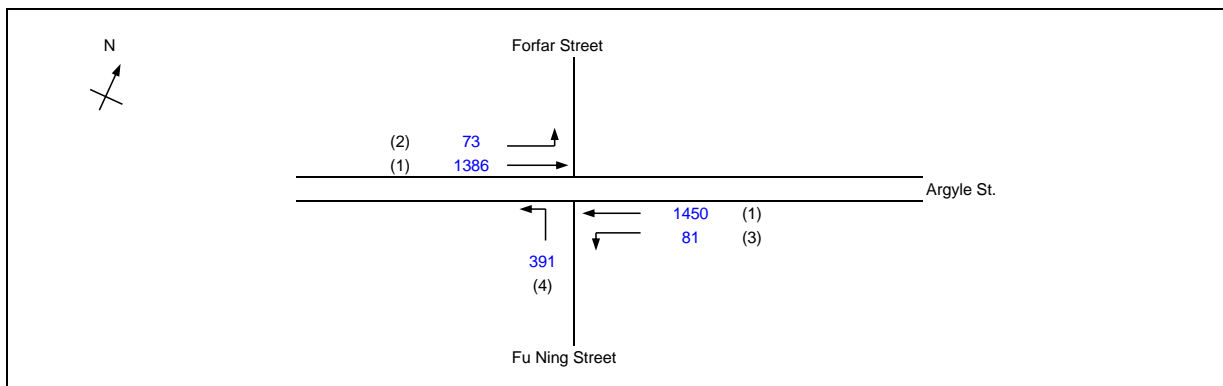 N
Forfar Street
(2) 73
(1) 1386
Argyle St.
1450 (1)
81 (3)
391
(4)
Fu Ning Street